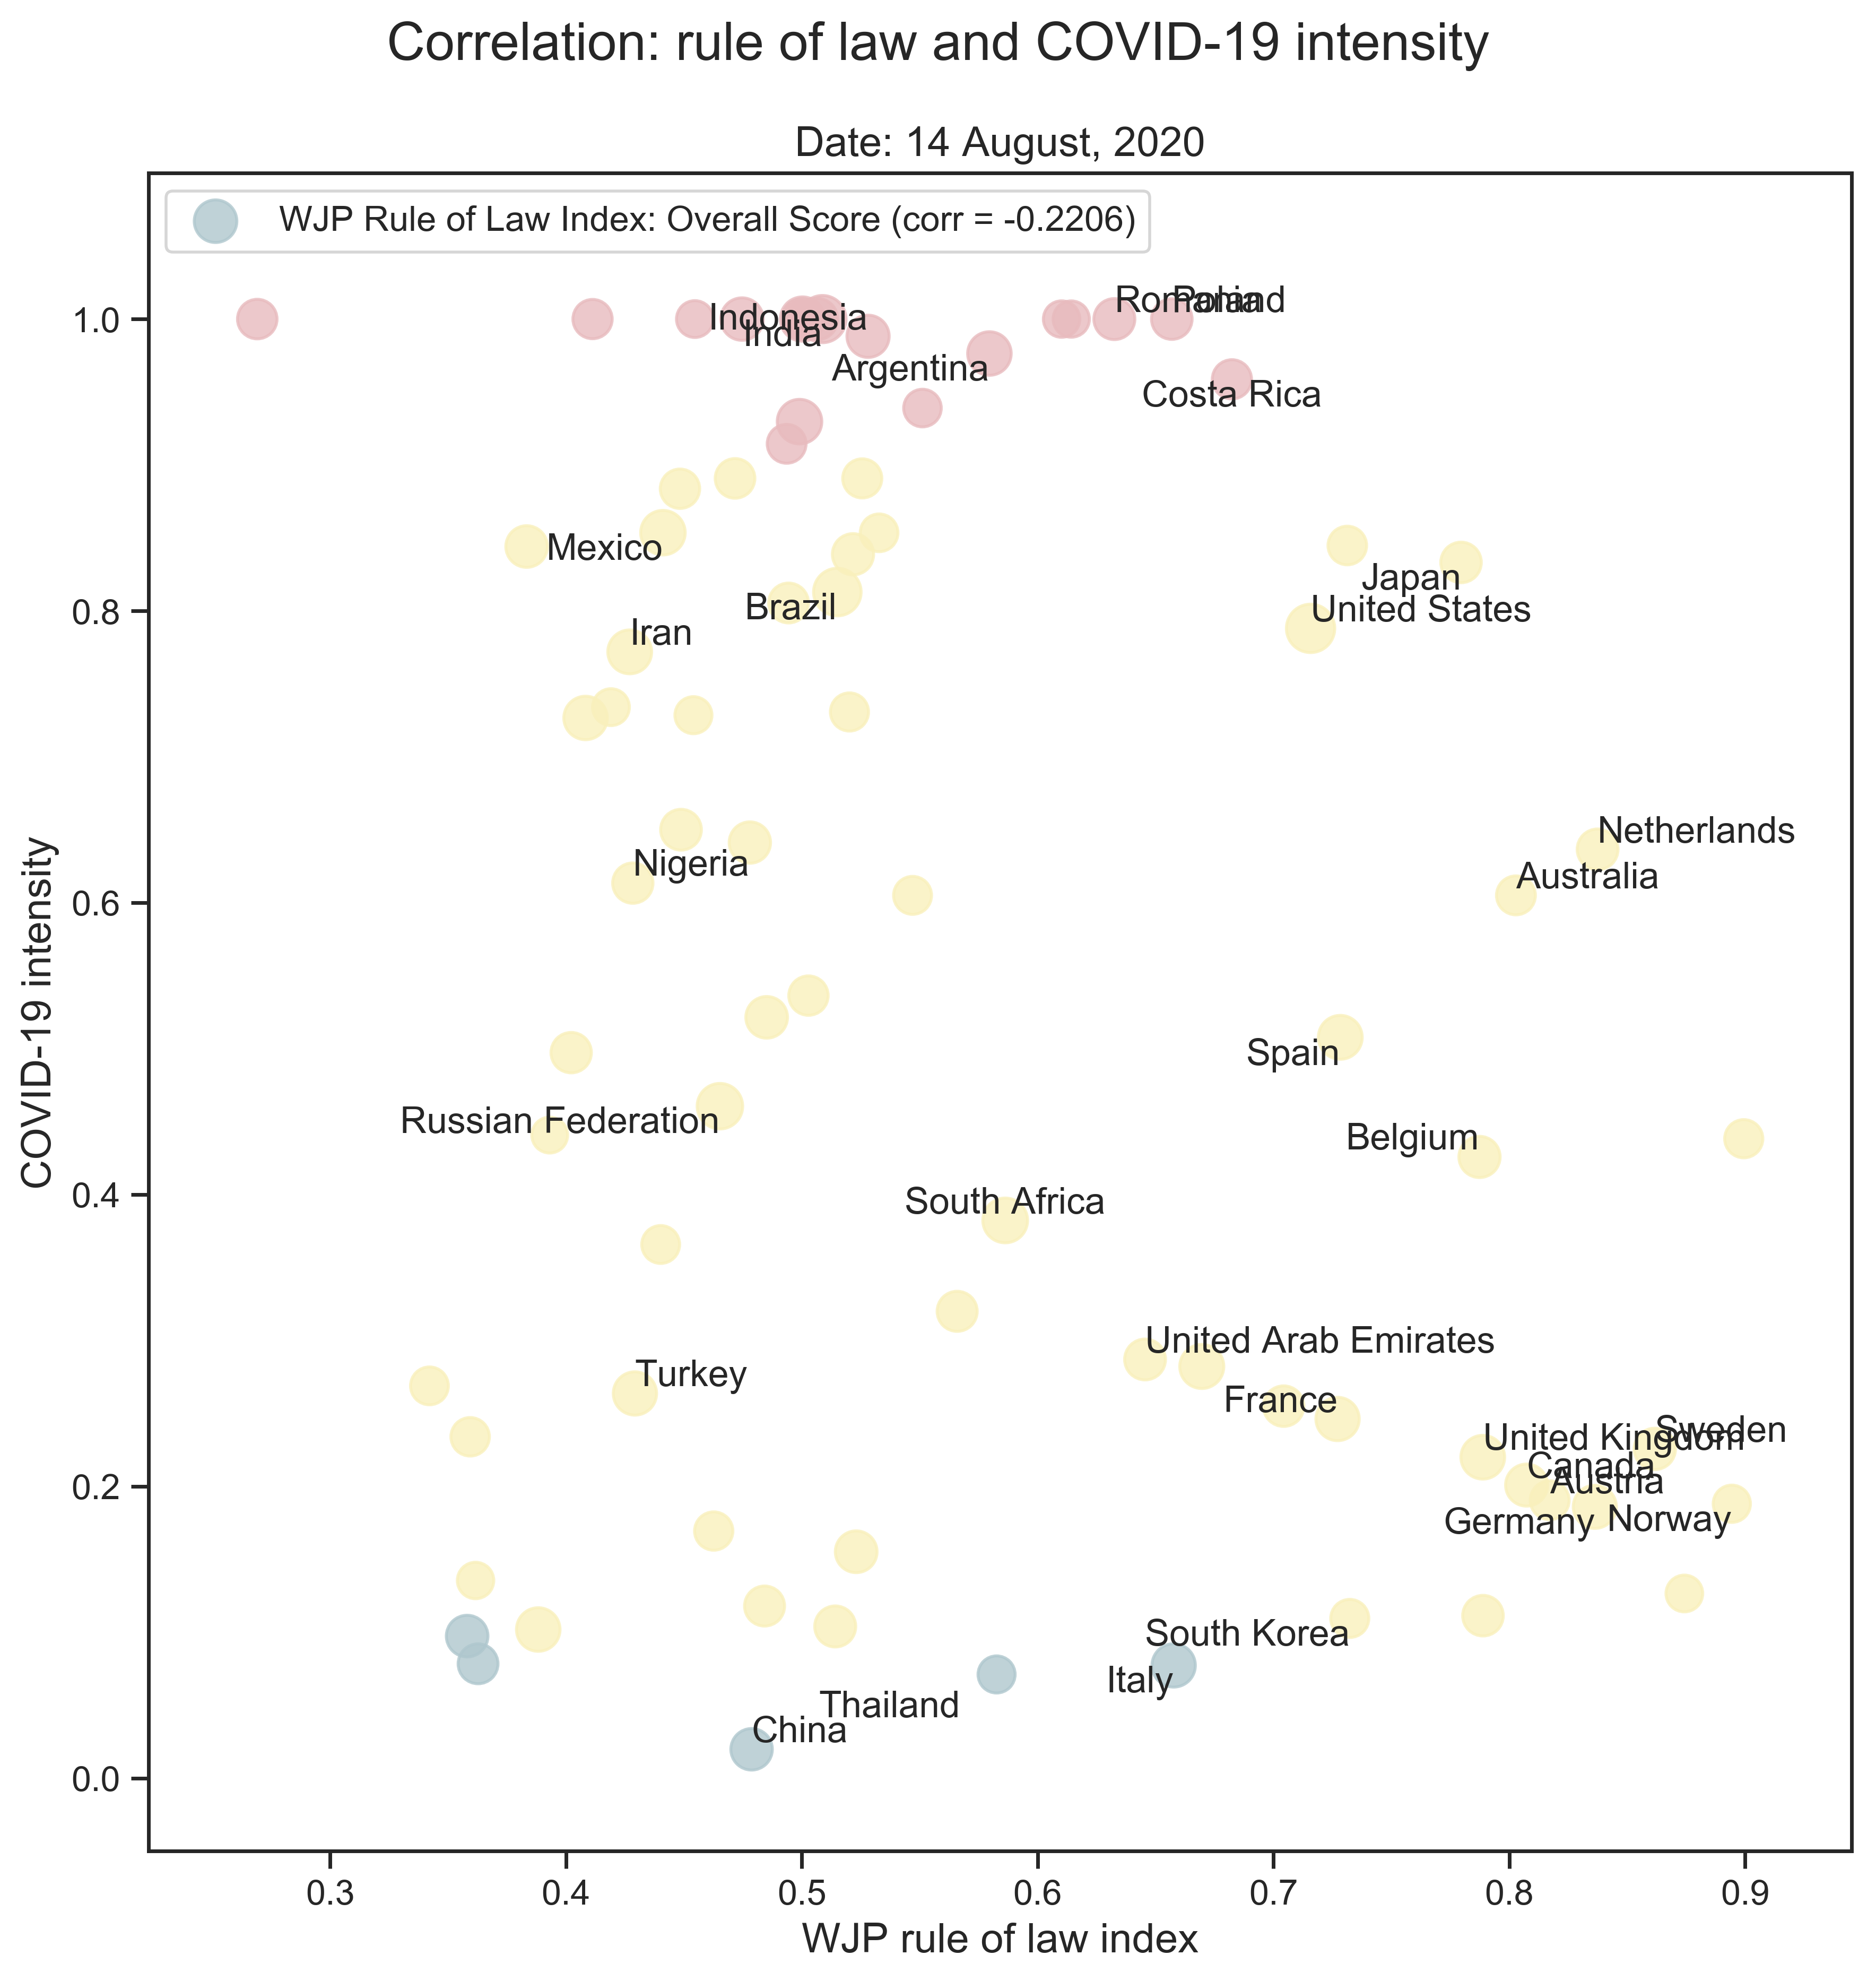 Correlation: rule of law and COVID-19 intensity
Date: 14 August, 2020
WJP Rule of Law Index: Overall Score (corr = -0.2206)
Romania
Poland
1.0
Indonesia
India
Argentina
Costa Rica
Mexico
Japan
0.8
Brazil
United States
Iran
Netherlands
Nigeria
Australia
0.6
COVID-19 intensity
Spain
Russian Federation
Belgium
0.4
South Africa
United Arab Emirates
Turkey
France
Sweden
United Kingdom
Canada
Austria
0.2
Germany
Norway
South Korea
Italy
Thailand
China
0.0
0.3 0.4 0.5 0.6 0.7 0.8 0.9
WJP rule of law index